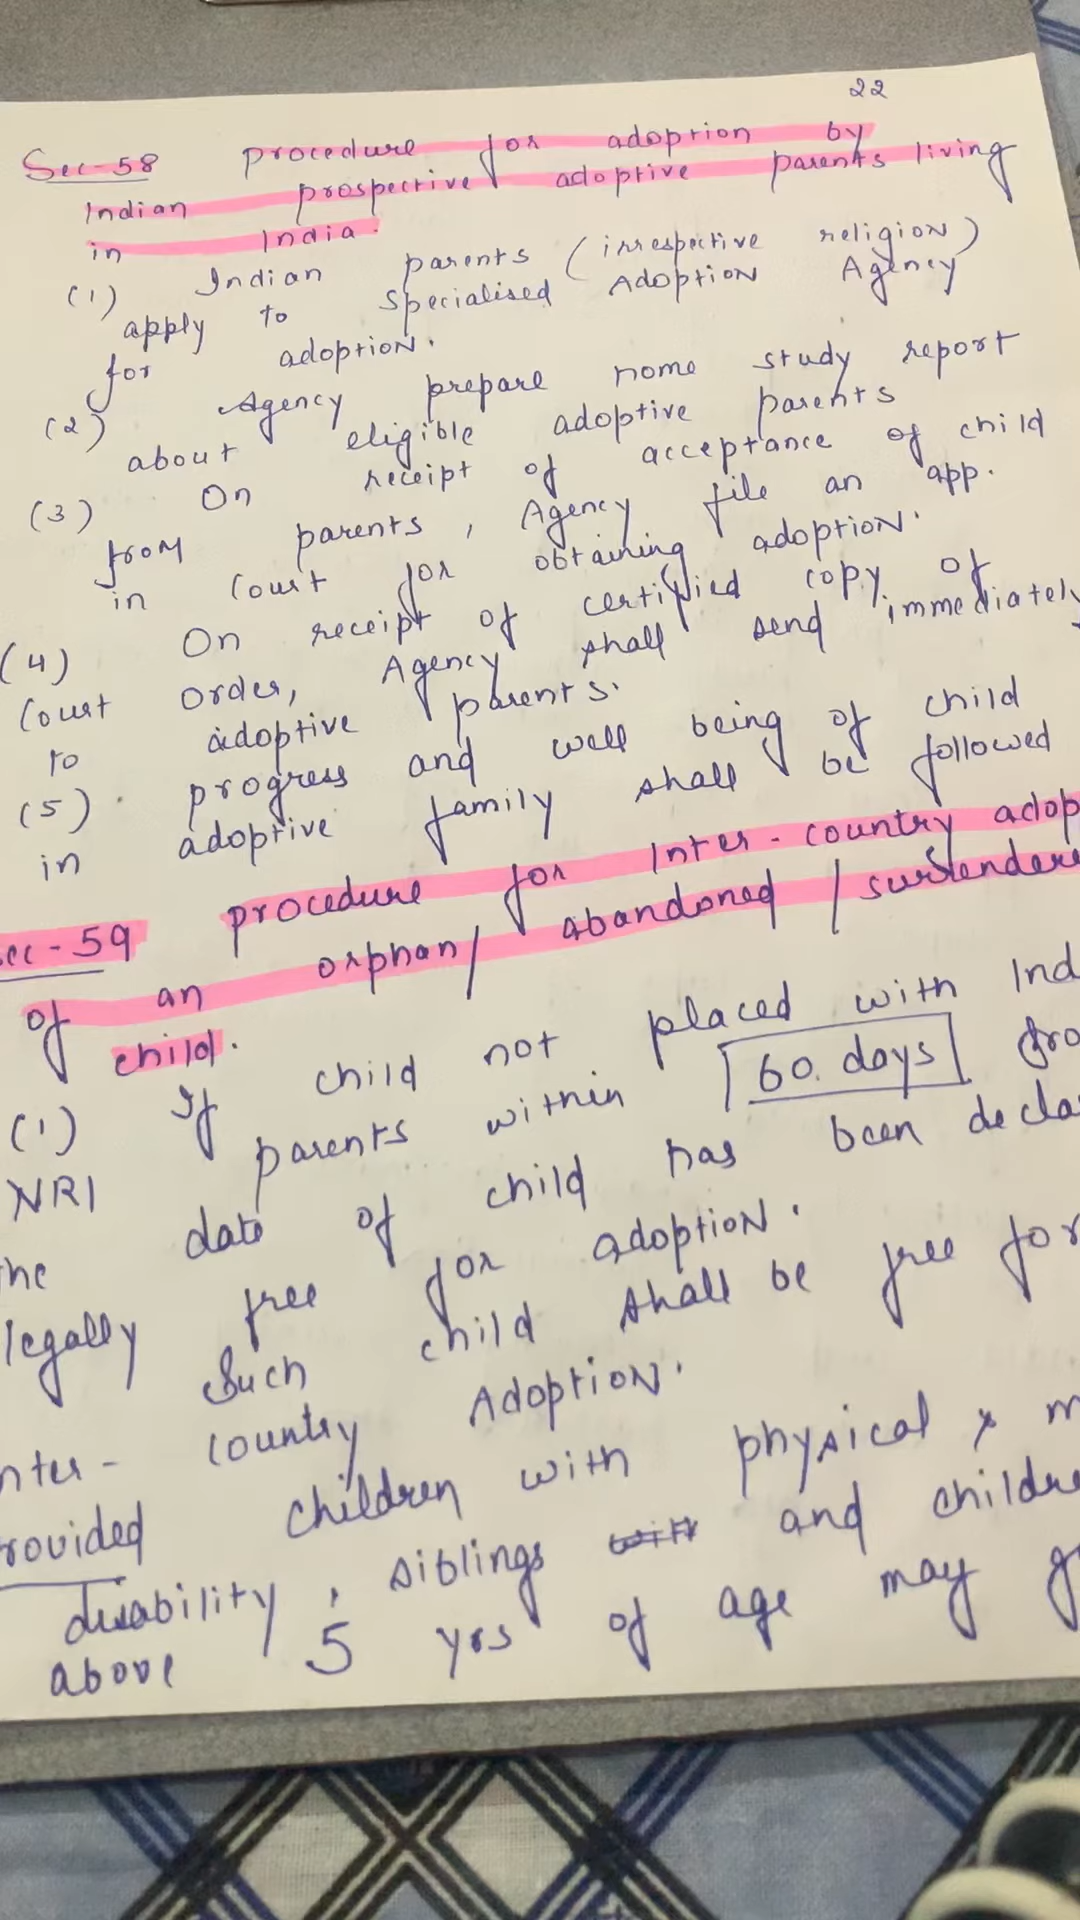 22
Sec-58 procedure for adoption by
Indian prospective adoptive parents living
in India.
(1) Indian parents (irrespective religion)
apply to specialised Adoption Agency
for adoption.
(2) Agency prepare home study report
about eligible adoptive parents
(3) On receipt of acceptance of child
from parents, Agency file an app.
in Court for obtaining adoption.
(4) On receipt of certified copy of
Court order, Agency shall send immediately
to adoptive parents.
(5) progress and well being of child
in adoptive family shall be followed
ec-59 procedure for Inter-country adop
of an orphan/ abandoned / surrendere
child.
(1) If child not placed with Ind
NRI parents within 60 days fro
he date of child has been decla
legally free for adoption.
Such child shall be free for
nter-country Adoption.
rovided children with physical & m
disability, siblings and childre
above 5 yrs of age may g